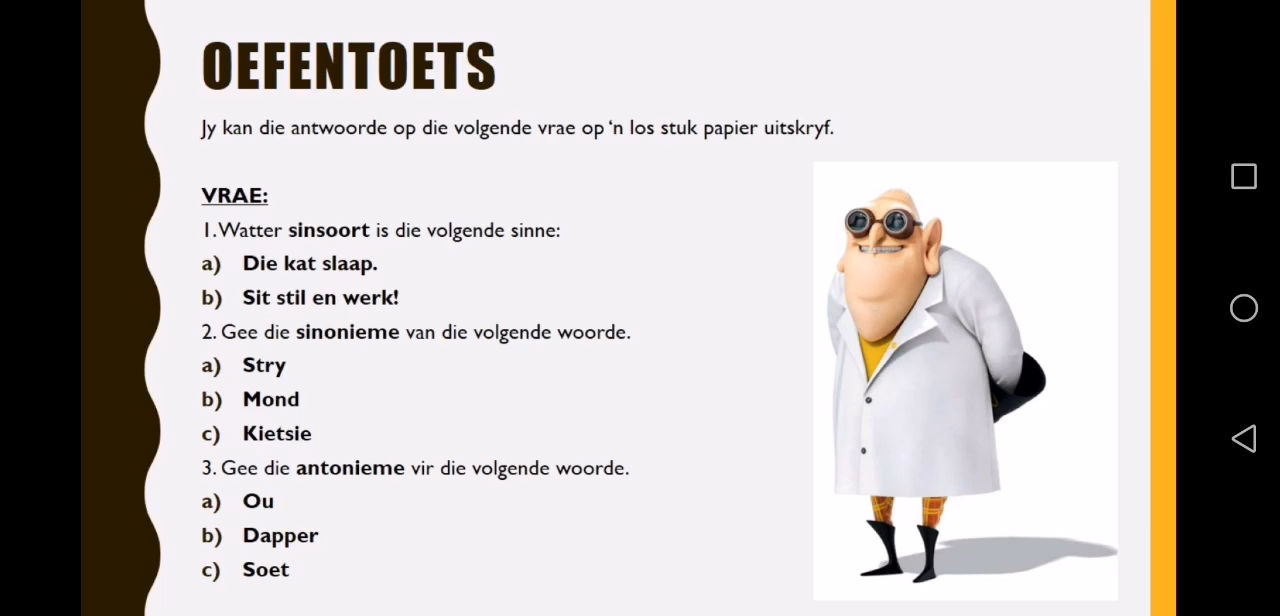 OEFENTOETS
Jy kan die antwoorde op die volgende vrae op ‘n los stuk papier uitskryf.
VRAE:
1.Watter sinsoort is die volgende sinne:
a) Die kat slaap.
b) Sit stil en werk!
2. Gee die sinonieme van die volgende woorde.
a) Stry
b) Mond
c) Kietsie
3. Gee die antonieme vir die volgende woorde.
a) Ou
b) Dapper
c) Soet